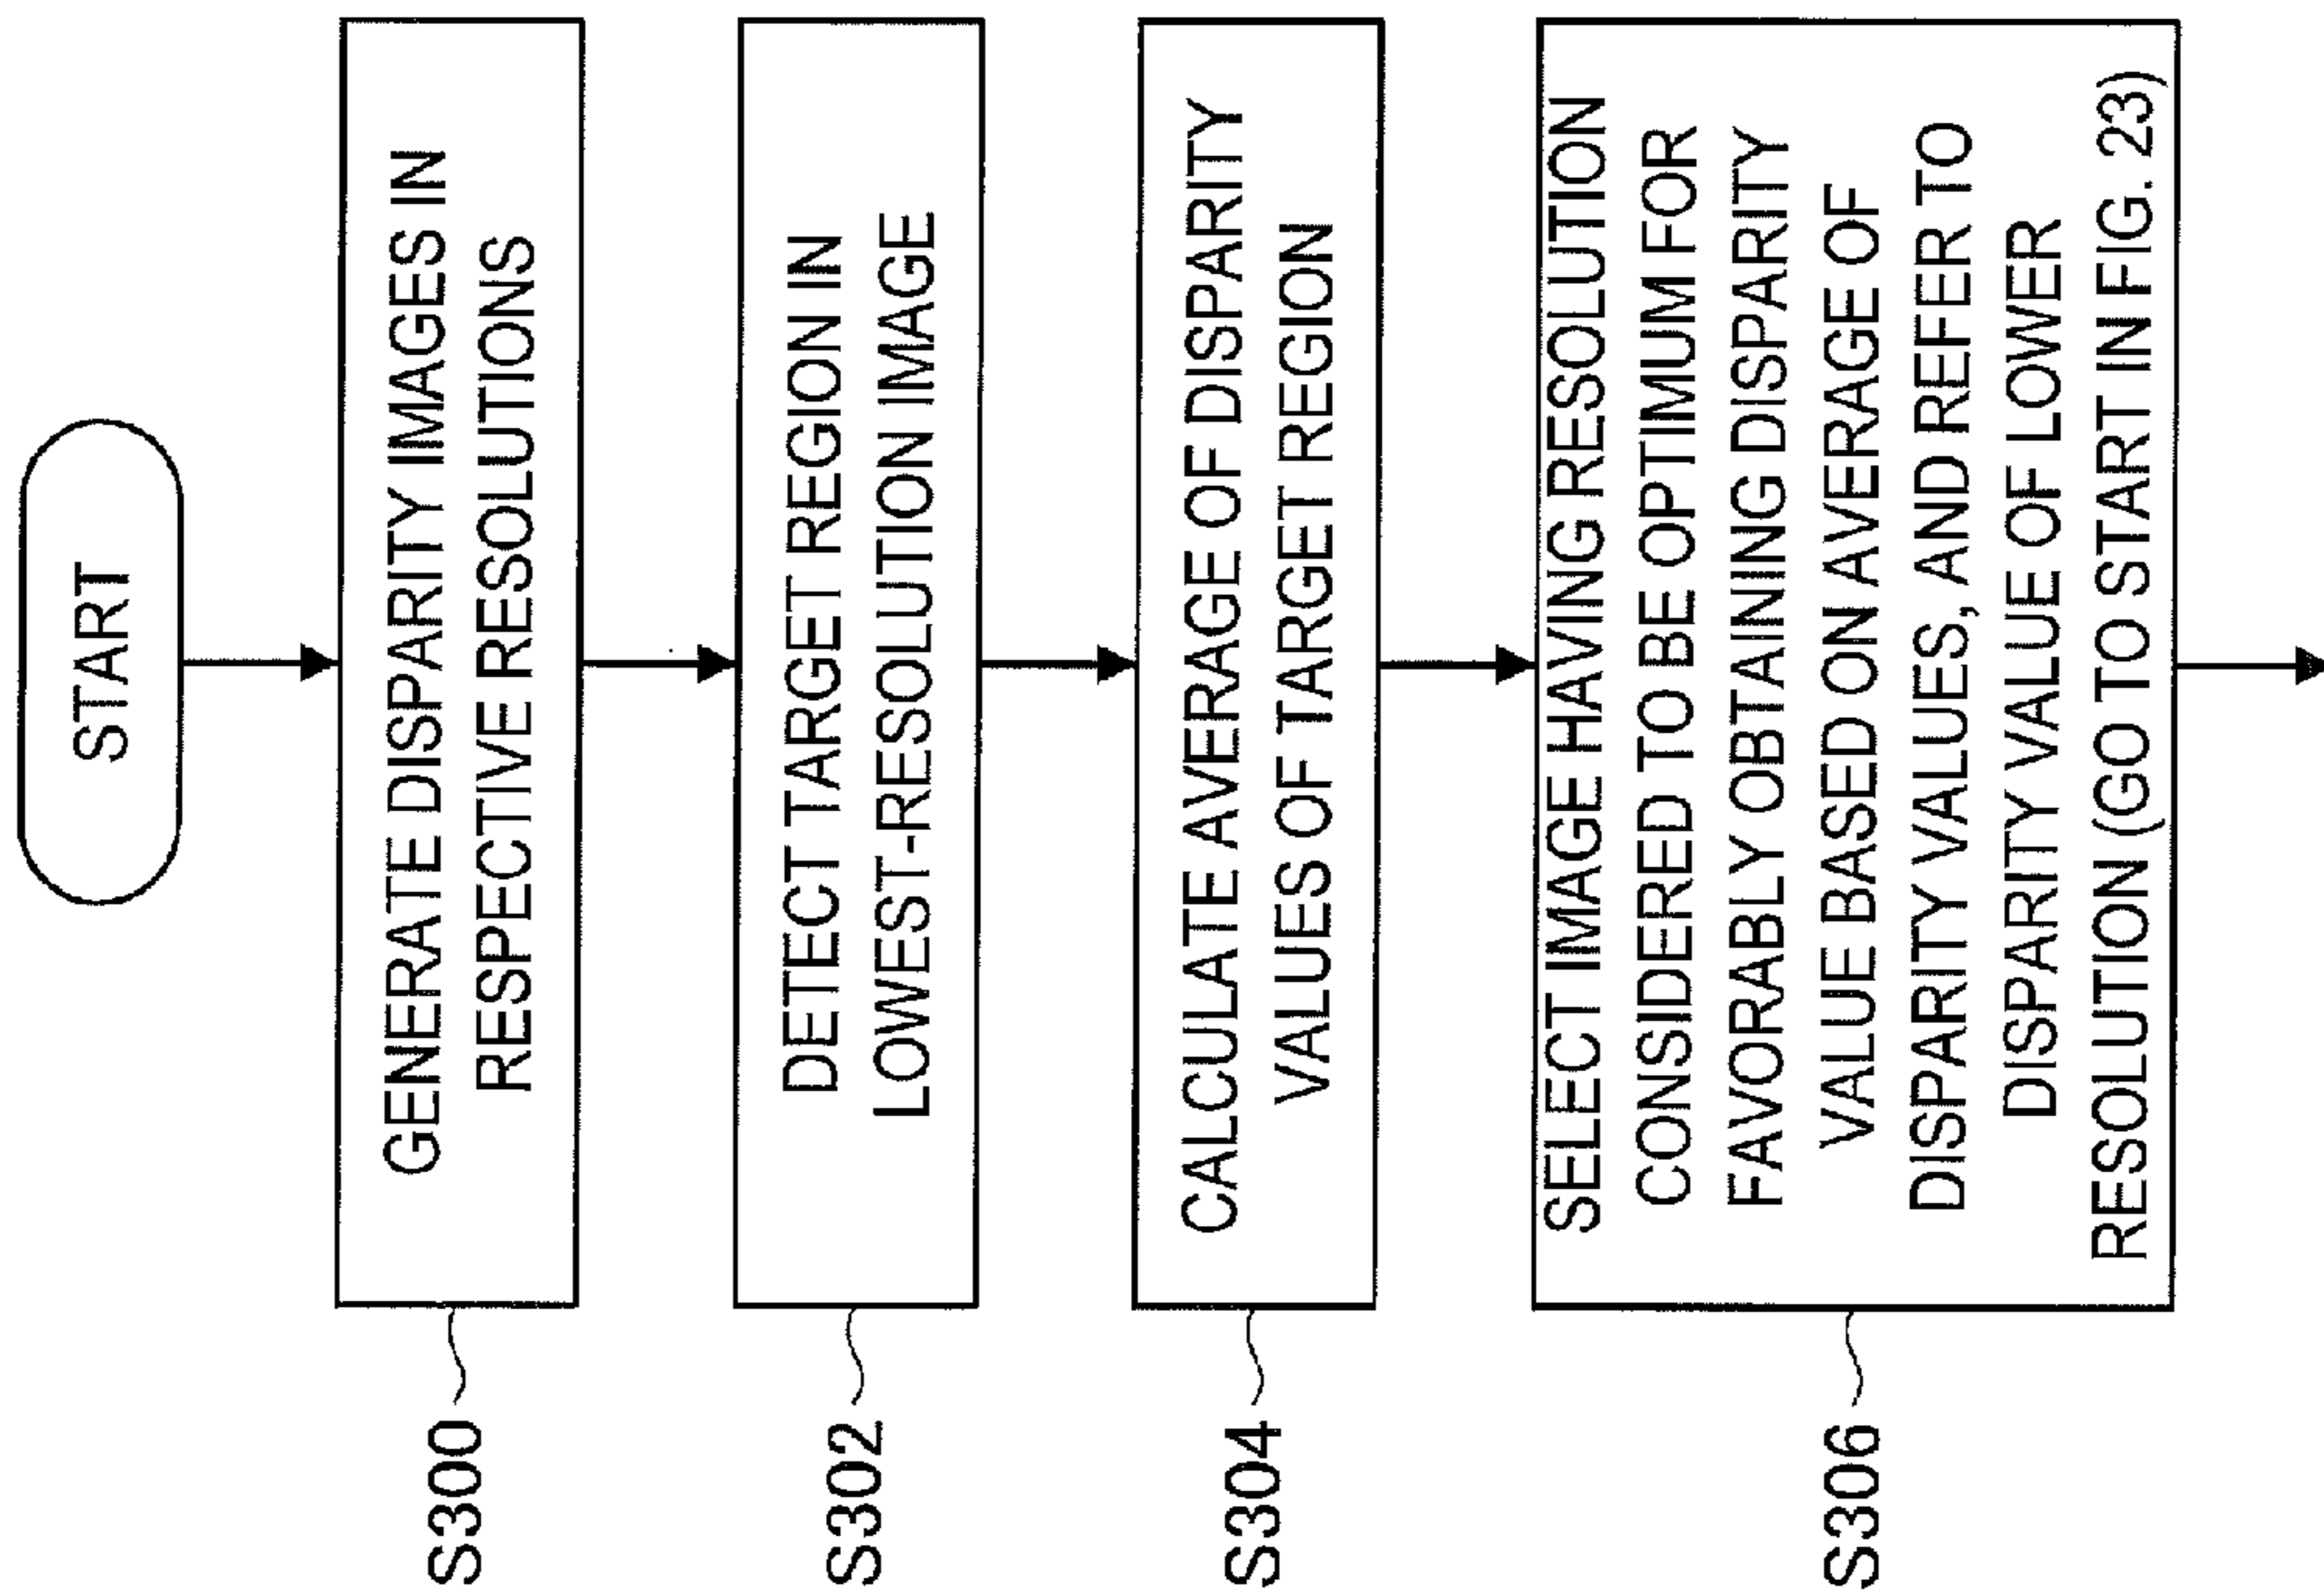 START
S300
GENERATE DISPARITY IMAGES IN
RESPECTIVE RESOLUTIONS
S302
DETECT TARGET REGION IN
LOWEST-RESOLUTION IMAGE
S304
CALCULATE AVERAGE OF DISPARITY
VALUES OF TARGET REGION
S306
SELECT IMAGE HAVING RESOLUTION
CONSIDERED TO BE OPTIMUM FOR
FAVORABLY OBTAINING DISPARITY
VALUE BASED ON AVERAGE OF
DISPARITY VALUES, AND REFER TO
DISPARITY VALUE OF LOWER
RESOLUTION (GO TO START IN FIG. 23)